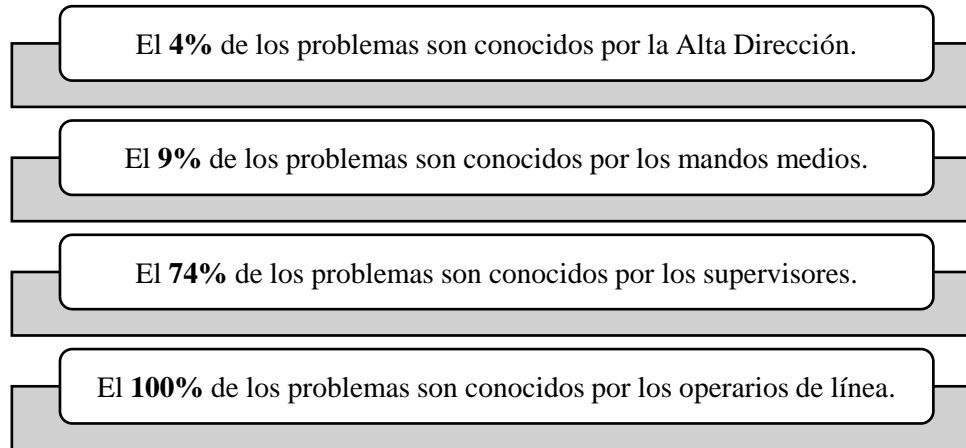 El 4% de los problemas son conocidos por la Alta Dirección.
El 9% de los problemas son conocidos por los mandos medios.
El 74% de los problemas son conocidos por los supervisores.
El 100% de los problemas son conocidos por los operarios de línea.